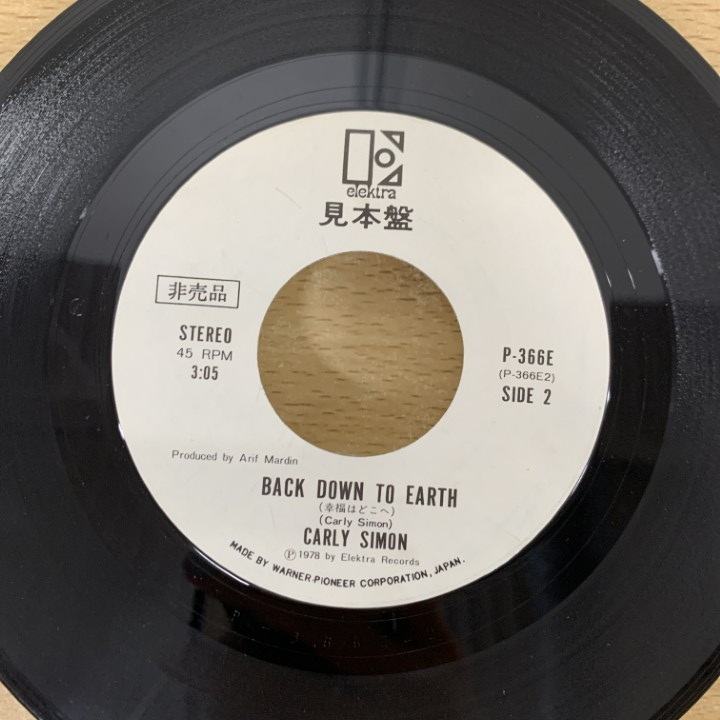 elektra
見本盤
非売品
STEREO
45 RPM
3:05
P-366E
(P-366E2)
SIDE 2
Produced by Arif Mardin
BACK DOWN TO EARTH
(幸福はどこへ)
(Carly Simon)
CARLY SIMON
Ⓟ1978 by Elektra Records
MADE BY WARNER-PIONEER CORPORATION, JAPAN.